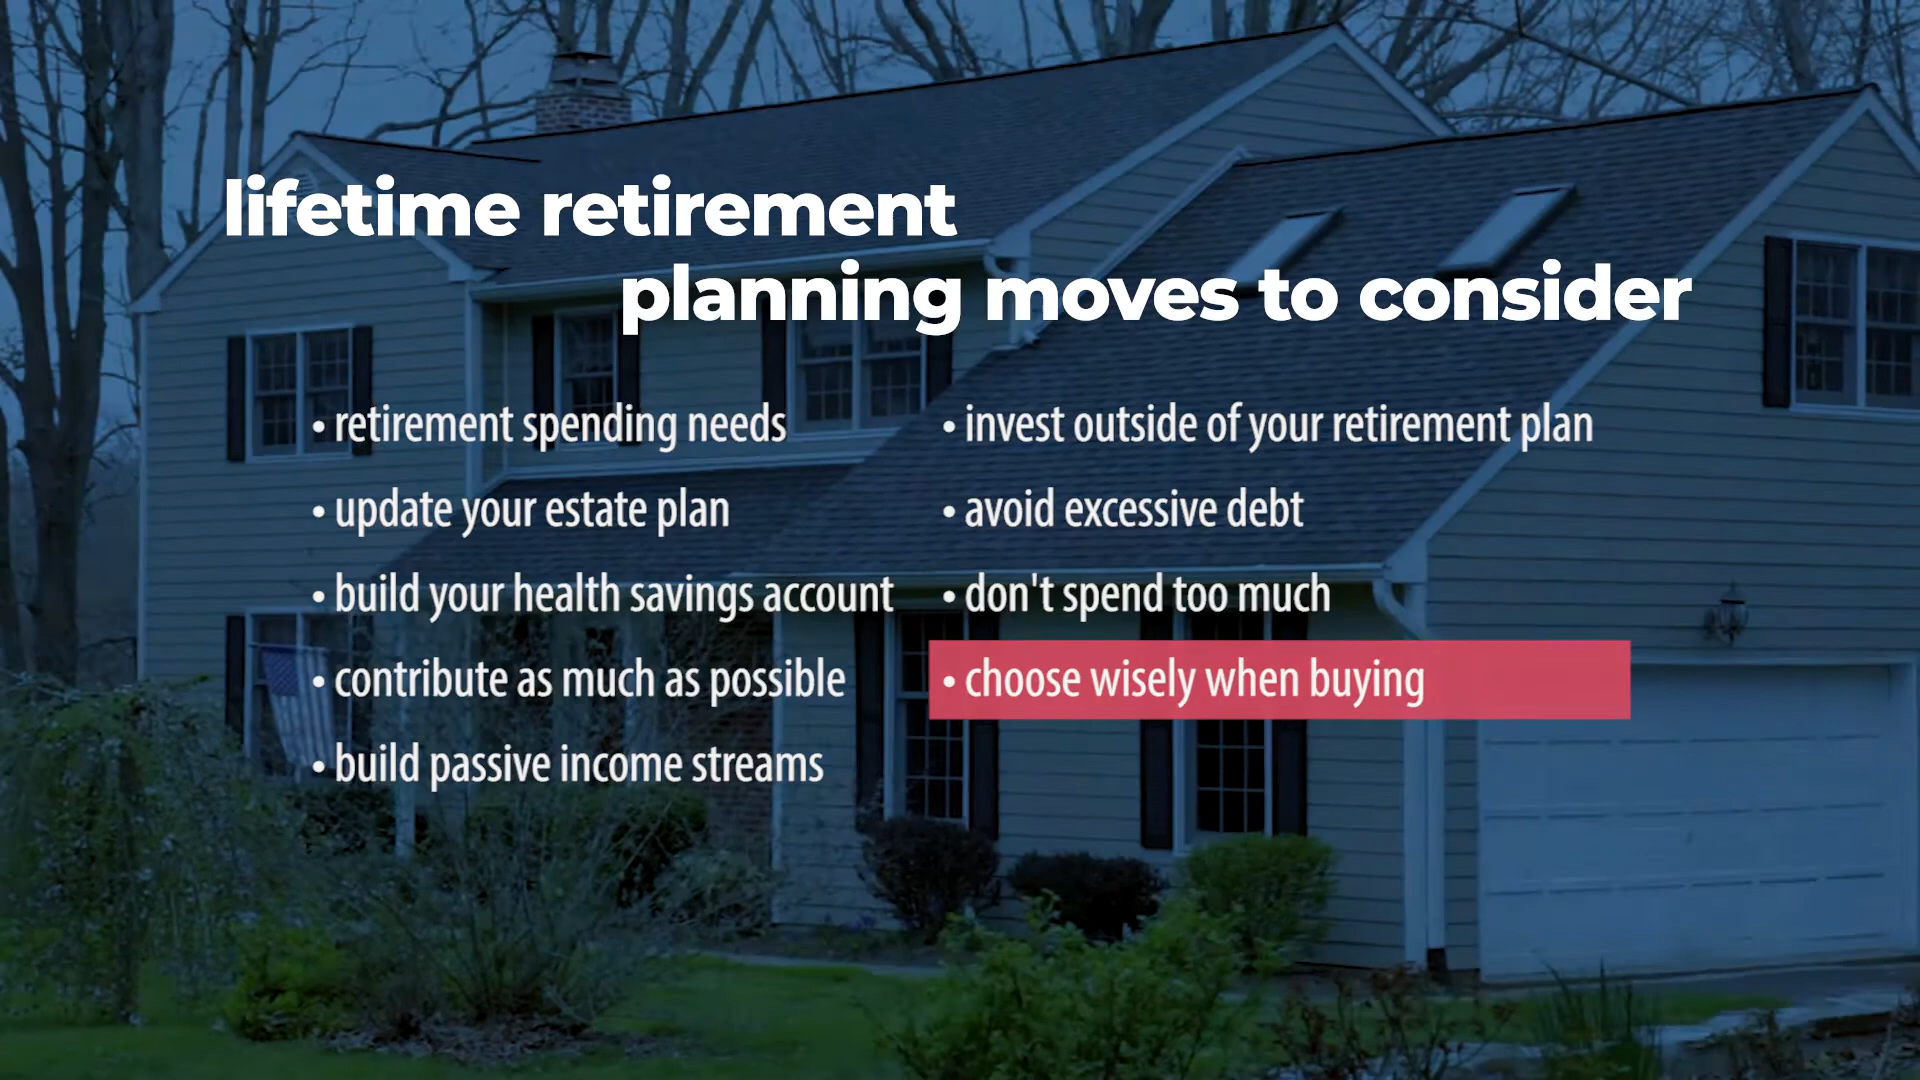 lifetime retirement
planning moves to consider
• retirement spending needs
• update your estate plan
• build your health savings account
• contribute as much as possible
• build passive income streams
• invest outside of your retirement plan
• avoid excessive debt
• don't spend too much
• choose wisely when buying